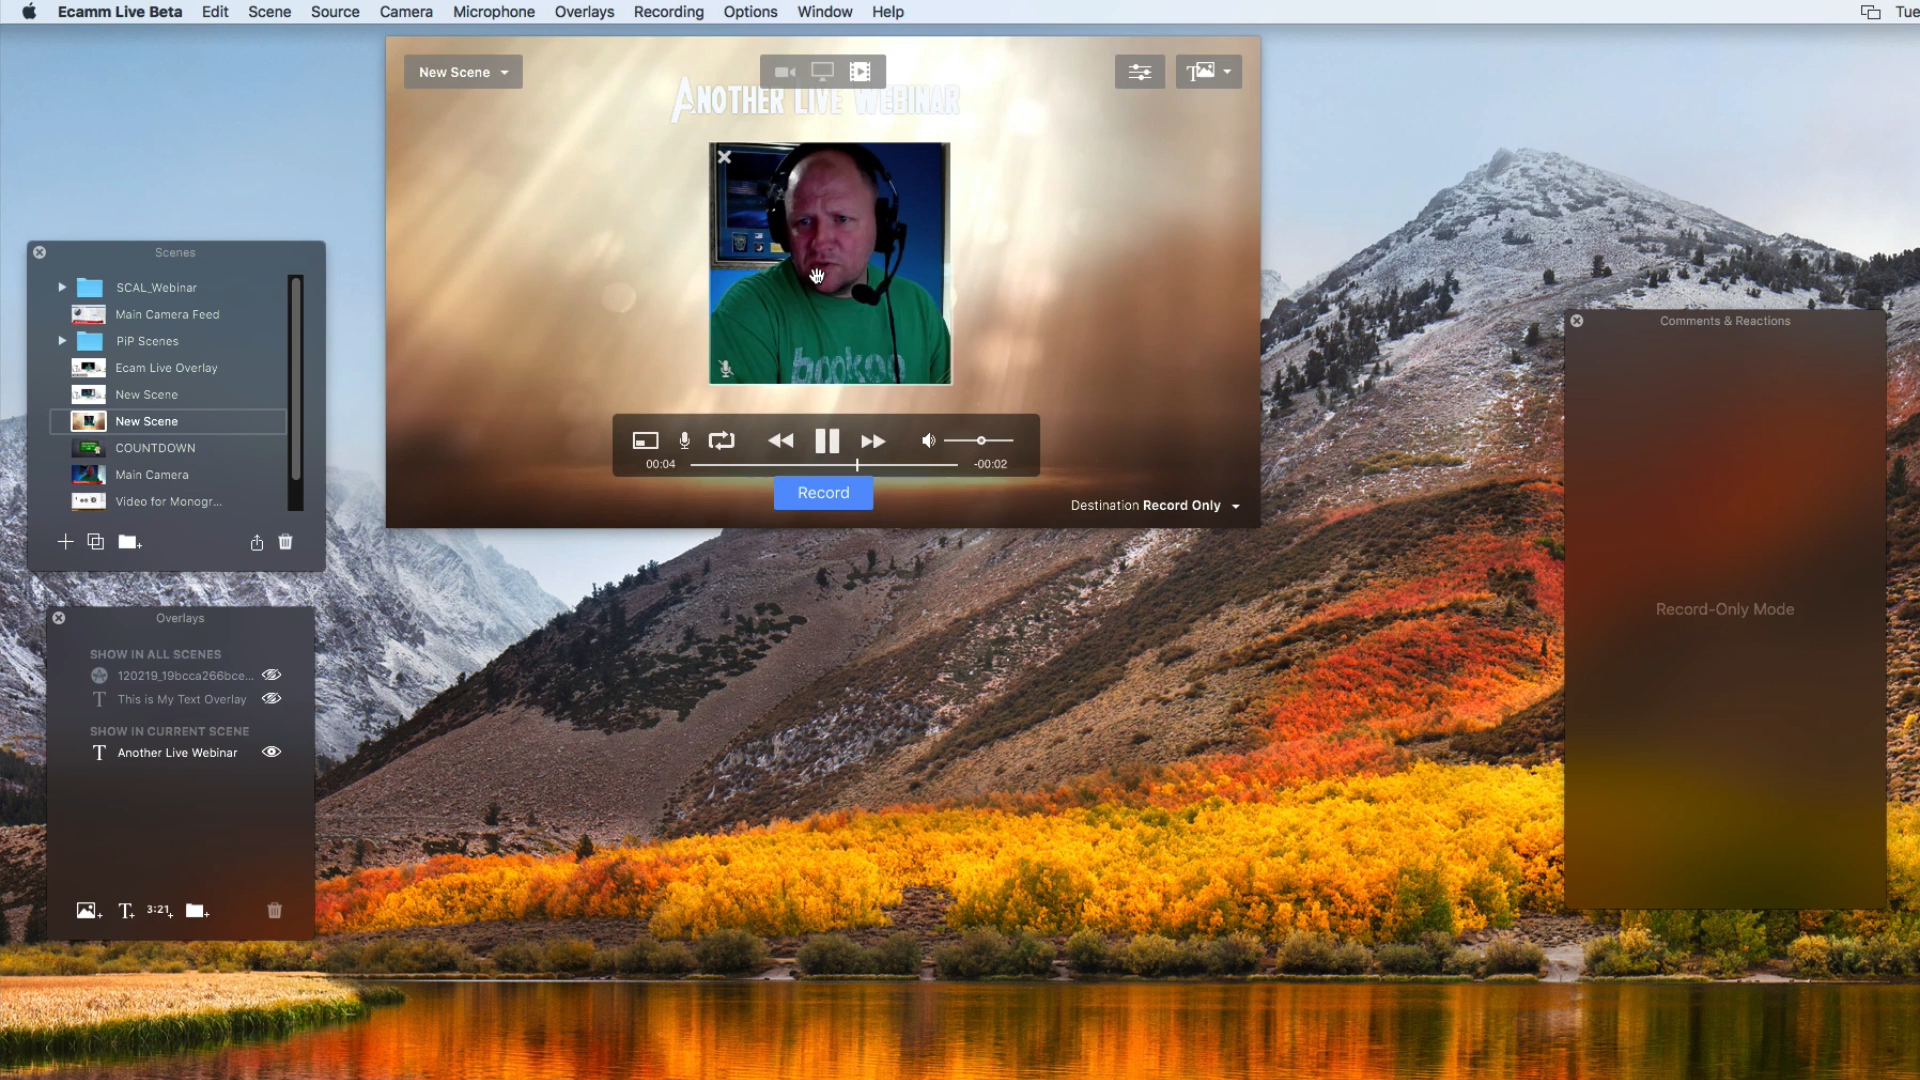 Ecamm Live Beta Edit Scene Source Camera Microphone Overlays Recording Options Window Help Tue
New Scene
T
Another Live Webinar
Scenes
SCAL_Webinar
Main Camera Feed
PiP Scenes
Ecam Live Overlay
New Scene
New Scene
COUNTDOWN
Main Camera
Video for Monogr...
00:04
-00:02
Record
Destination Record Only
Comments & Reactions
Record-Only Mode
Overlays
SHOW IN ALL SCENES
120219_19bcca266bce...
T This is My Text Overlay
SHOW IN CURRENT SCENE
T Another Live Webinar
T+ 3:21+